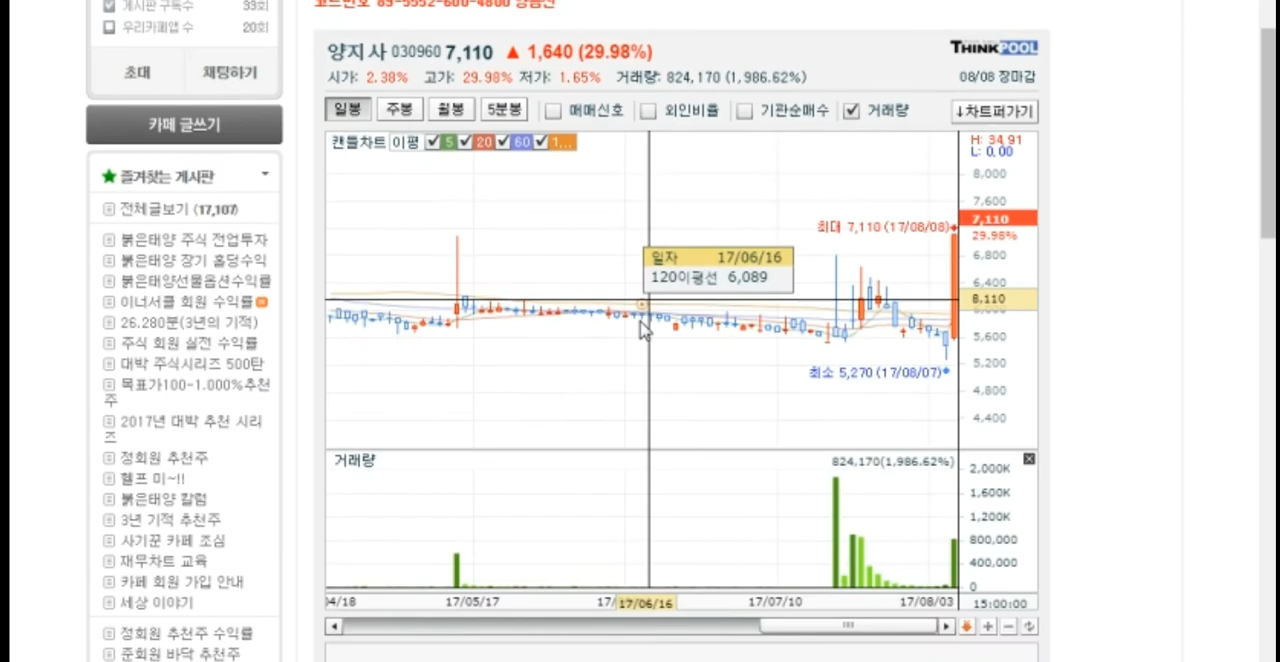 게시판 구독수 33회
우리카페앱 수 20회
초대 채팅하기
카페 글쓰기
즐겨찾는 게시판
전체글보기 (17,107)
붉은태양 주식 전업투자
붉은태양 장기 홀딩수익
붉은태양선물옵션수익률
이너서클 회원 수익률
26.280분(3년의 기적)
주식 회원 실전 수익률
대박 주식시리즈 500탄
목표가100-1.000%추천
주
2017년 대박 추천 시리
즈
정회원 추천주
헬프 미~!!
붉은태양 칼럼
3년 기적 추천주
사기꾼 카페 조심
재무차트 교육
카페 회원 가입 안내
세상 이야기
정회원 추천주 수익률
준회원 바닥 추천주
양지사 030960 7,110 ▲ 1,640 (29.98%)
THINKPOOL
시가: 2.38% 고가: 29.98% 저가: 1.65% 거래량: 824,170 (1,986.62%)
08/08 장마감
일봉 주봉 월봉 5분봉 매매신호 외인비율 기관순매수 거래량 ↓차트퍼가기
캔들차트 이평 5 20 60 1...
H: 34.91
L: 0.00
8,000
7,600
7,110
29.98%
6,800
6,400
8,110
5,600
5,200
4,800
4,400
최대 7,110 (17/08/08)
일자 17/06/16
120이평선 6,089
최소 5,270 (17/08/07)
거래량
824,170(1,986.62%)
2,000K
1,600K
1,200K
800,000
400,000
0
4/18 17/05/17 17/ 17/06/16 17/07/10 17/08/03 15:00:00